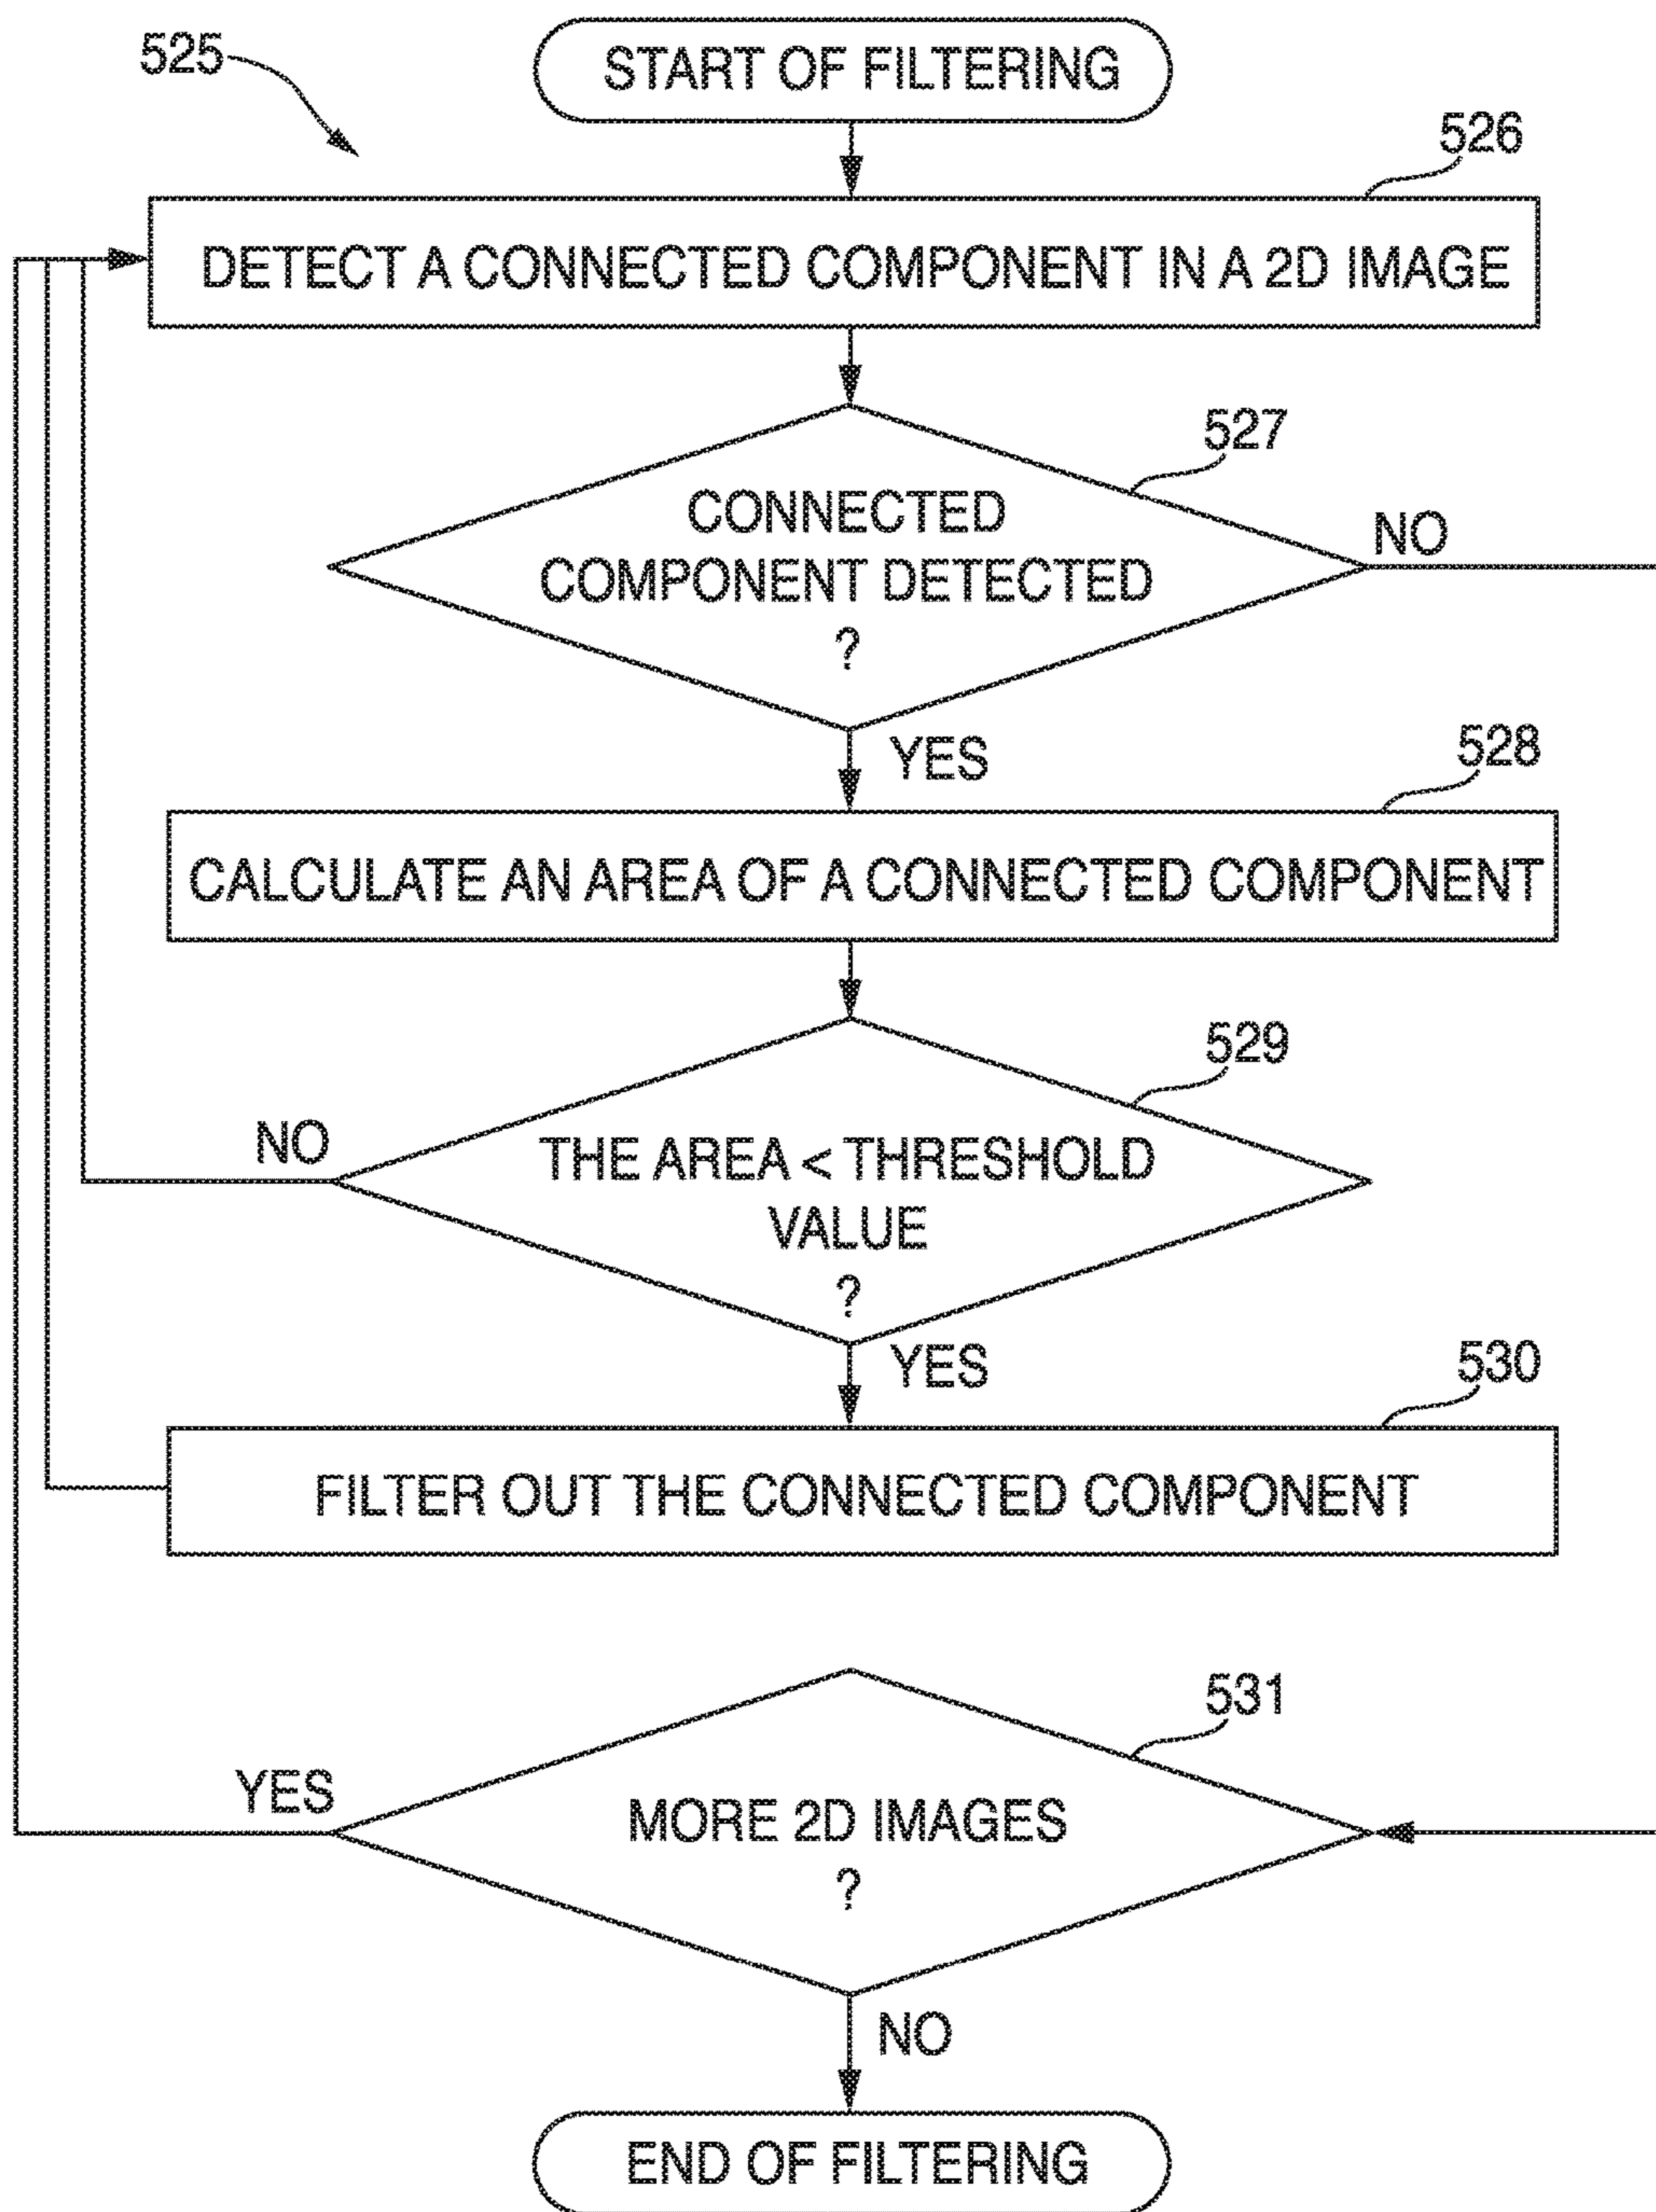 525
START OF FILTERING
526
DETECT A CONNECTED COMPONENT IN A 2D IMAGE
527
CONNECTED
COMPONENT DETECTED
?
NO
YES
528
CALCULATE AN AREA OF A CONNECTED COMPONENT
529
NO
THE AREA < THRESHOLD
VALUE
?
YES
530
FILTER OUT THE CONNECTED COMPONENT
531
YES
MORE 2D IMAGES
?
NO
END OF FILTERING